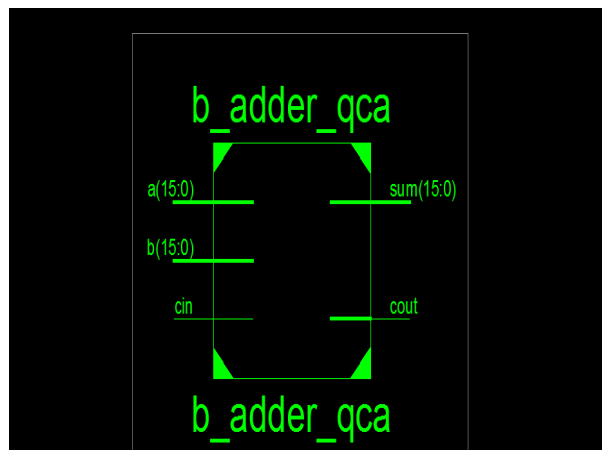 b_adder_qca
a(15:0)
sum(15:0)
b(15:0)
cin
cout
b_adder_qca